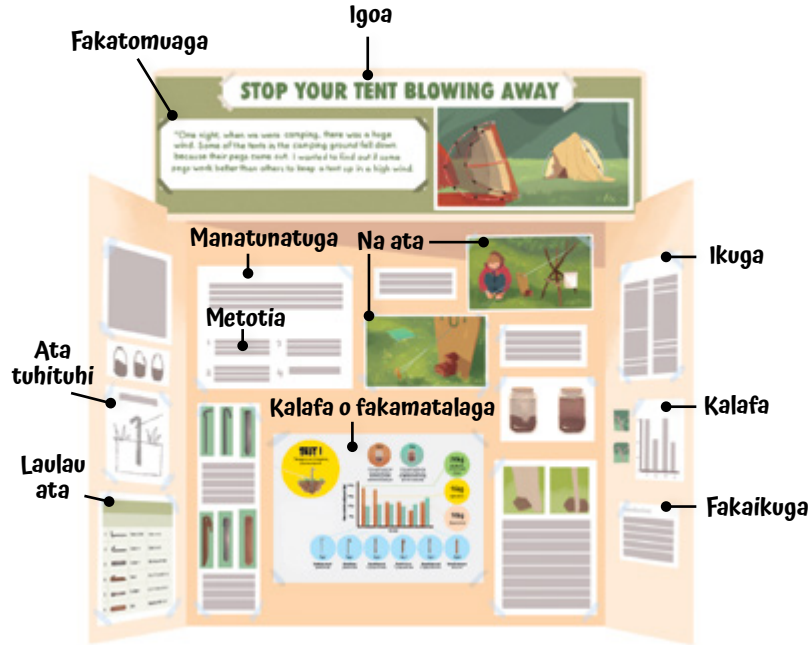 Igoa
Fakatomuaga
STOP YOUR TENT BLOWING AWAY
"One night, when we were camping, there was a huge
wind. Some of the tents in the camping ground fell down
because their pegs came out. I wanted to find out if some
pegs work better than others to keep a tent up in a high wind.
Manatunatuga
Na ata
Ikuga
Metotia
Ata
tuhituhi
Kalafa o fakamatalaga
Kalafa
Laulau
ata
TEST 1
Fakaikuga